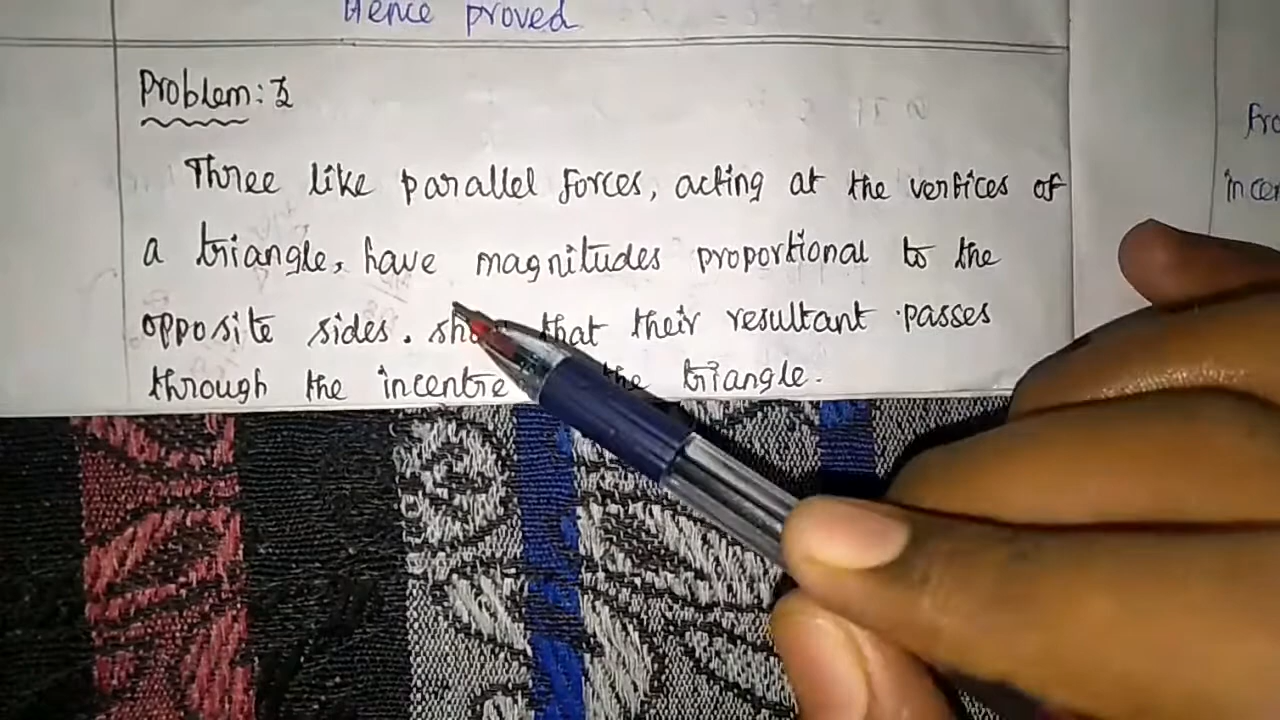 Hence proved
Problem: 2
Three like parallel forces, acting at the vertices of
a triangle, have magnitudes proportional to the
opposite sides. that their resultant passes
through the incentre the triangle.